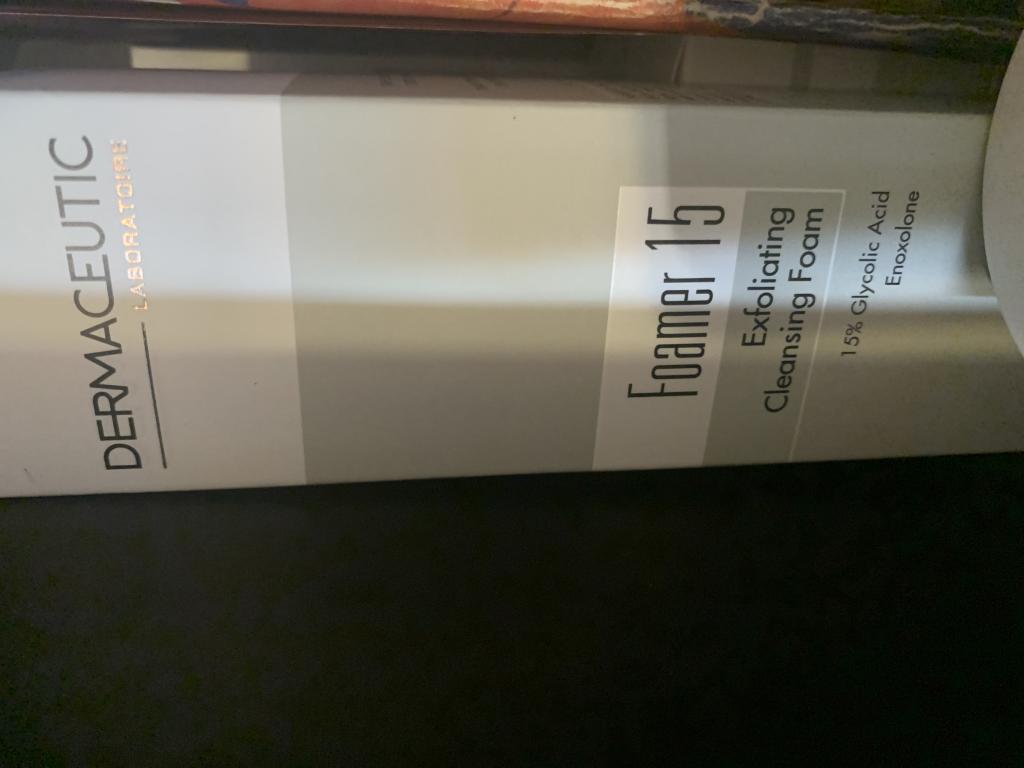 DERMACEUTIC
LABORATOIRE
Foamer 15
Exfoliating
Cleansing Foam
15% Glycolic Acid
Enoxolone